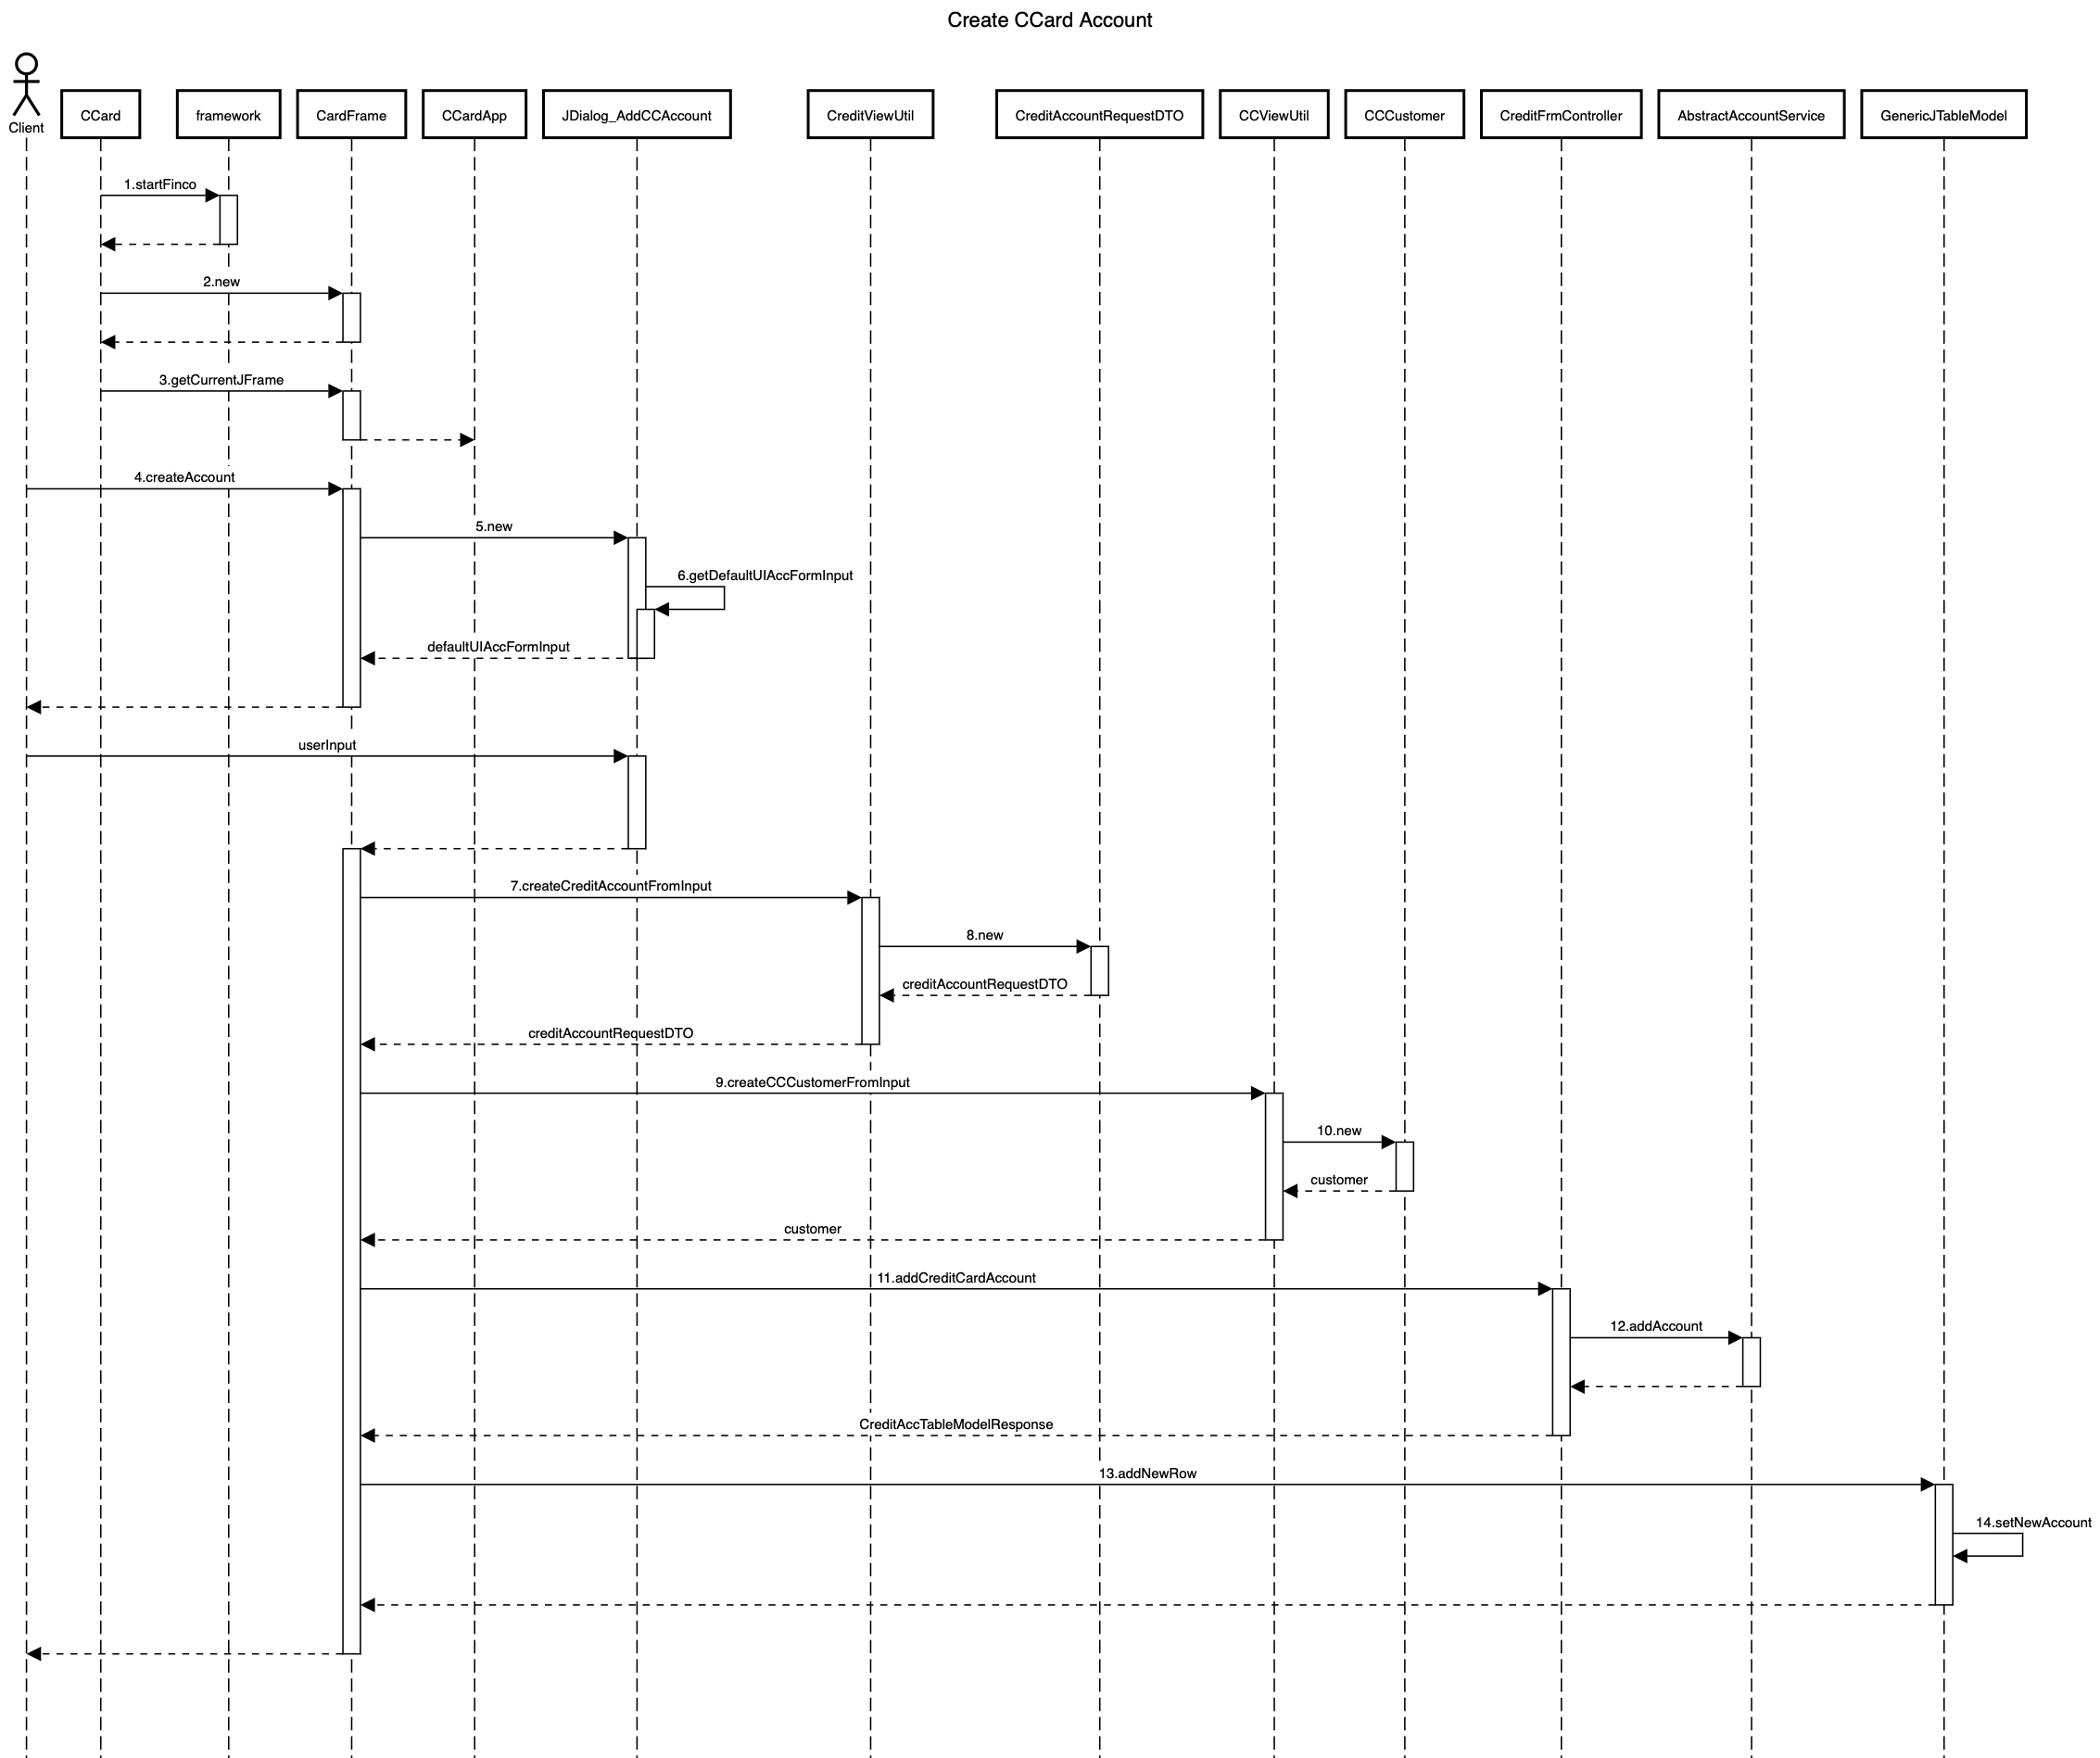 Create CCard Account
Client
CCard
framework
CardFrame
CCardApp
JDialog_AddCCAccount
CreditViewUtil
CreditAccountRequestDTO
CCViewUtil
CCCustomer
CreditFrmController
AbstractAccountService
GenericJTableModel
1.startFinco
2.new
3.getCurrentJFrame
4.createAccount
5.new
6.getDefaultUIAccFormInput
defaultUIAccFormInput
userInput
7.createCreditAccountFromInput
8.new
creditAccountRequestDTO
creditAccountRequestDTO
9.createCCCustomerFromInput
10.new
customer
customer
11.addCreditCardAccount
12.addAccount
CreditAccTableModelResponse
13.addNewRow
14.setNewAccount